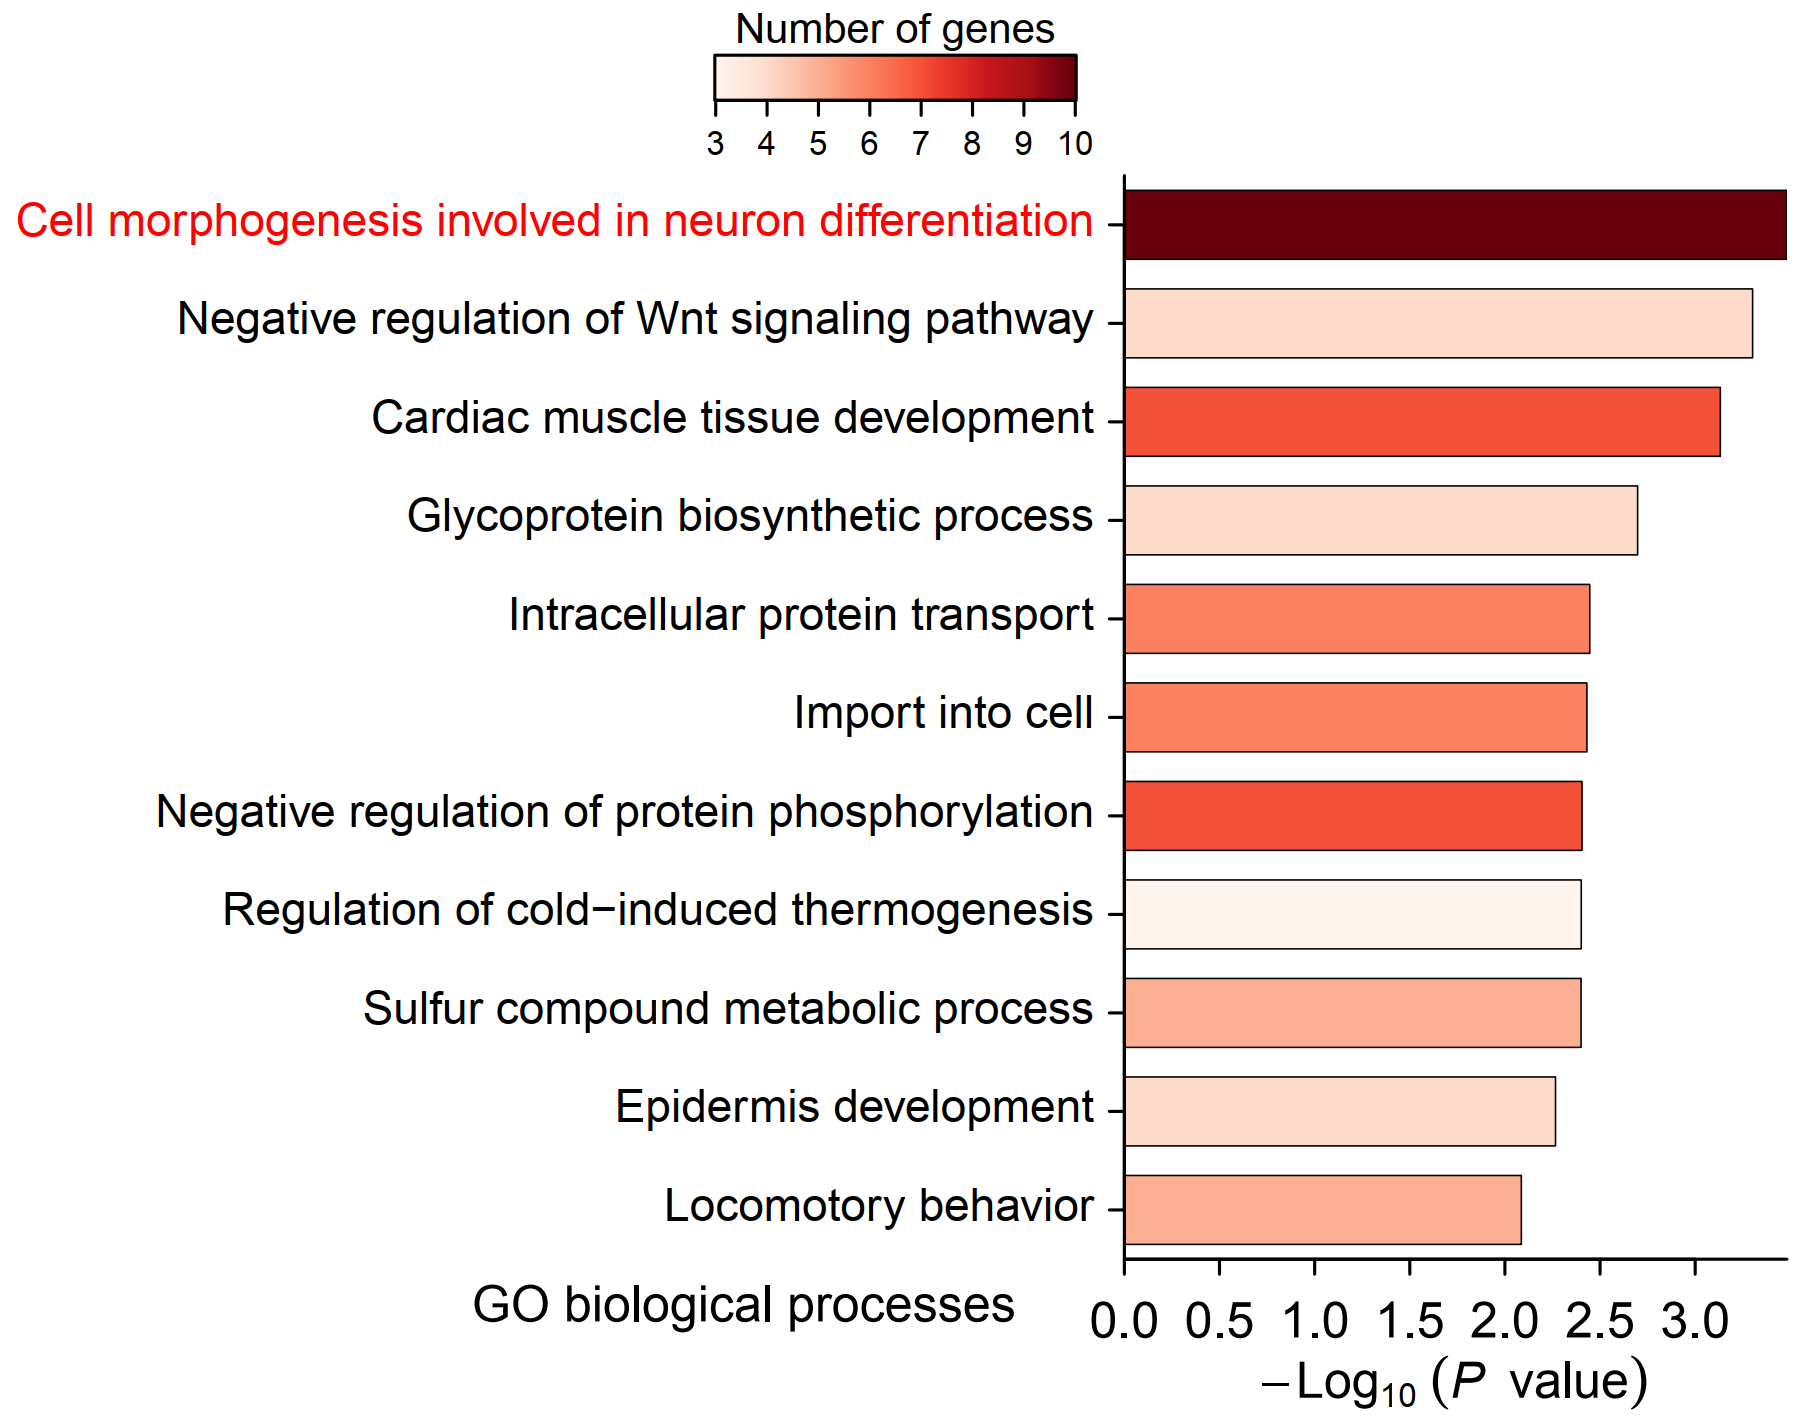 Number of genes
3 4 5 6 7 8 9 10
Cell morphogenesis involved in neuron differentiation
Negative regulation of Wnt signaling pathway
Cardiac muscle tissue development
Glycoprotein biosynthetic process
Intracellular protein transport
Import into cell
Negative regulation of protein phosphorylation
Regulation of cold−induced thermogenesis
Sulfur compound metabolic process
Epidermis development
Locomotory behavior
GO biological processes
0.0 0.5 1.0 1.5 2.0 2.5 3.0
−Log₁₀ (P value)